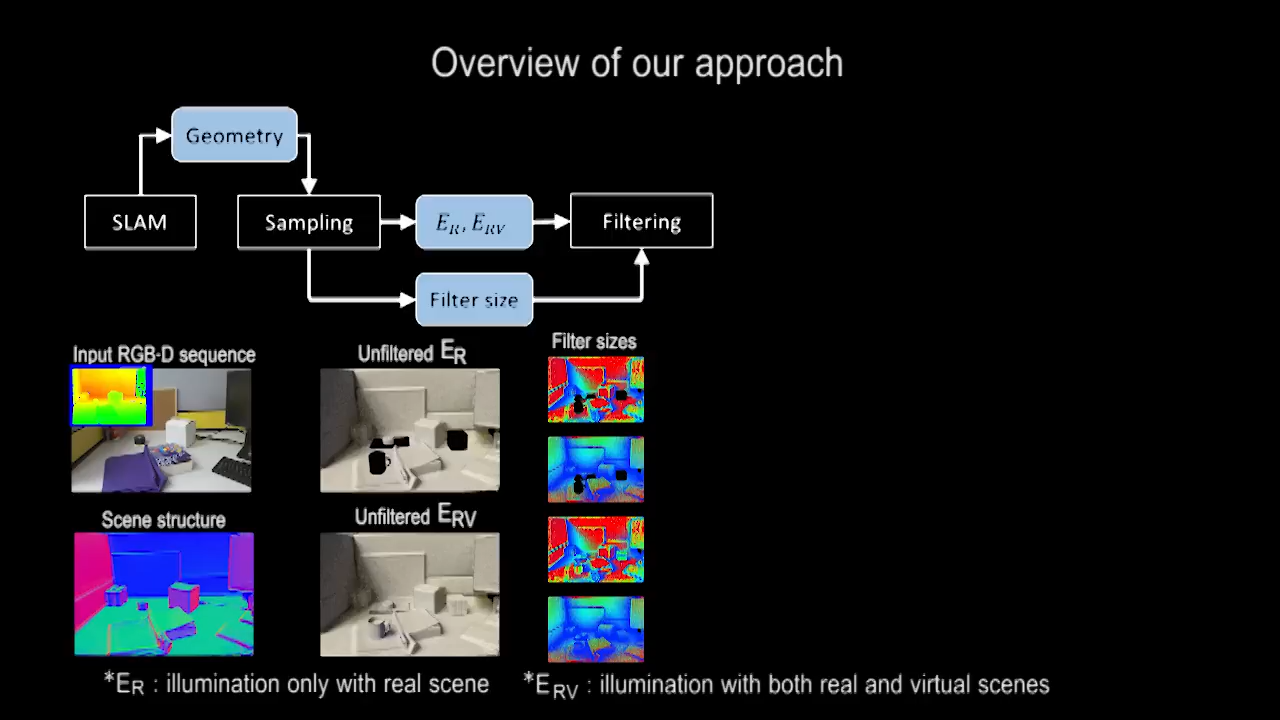 Overview of our approach
Geometry
SLAM
Sampling
E_R, E_RV
Filtering
Filter size
Input RGB-D sequence
Unfiltered E_R
Filter sizes
Scene structure
Unfiltered E_RV
*E_R : illumination only with real scene
*E_RV : illumination with both real and virtual scenes